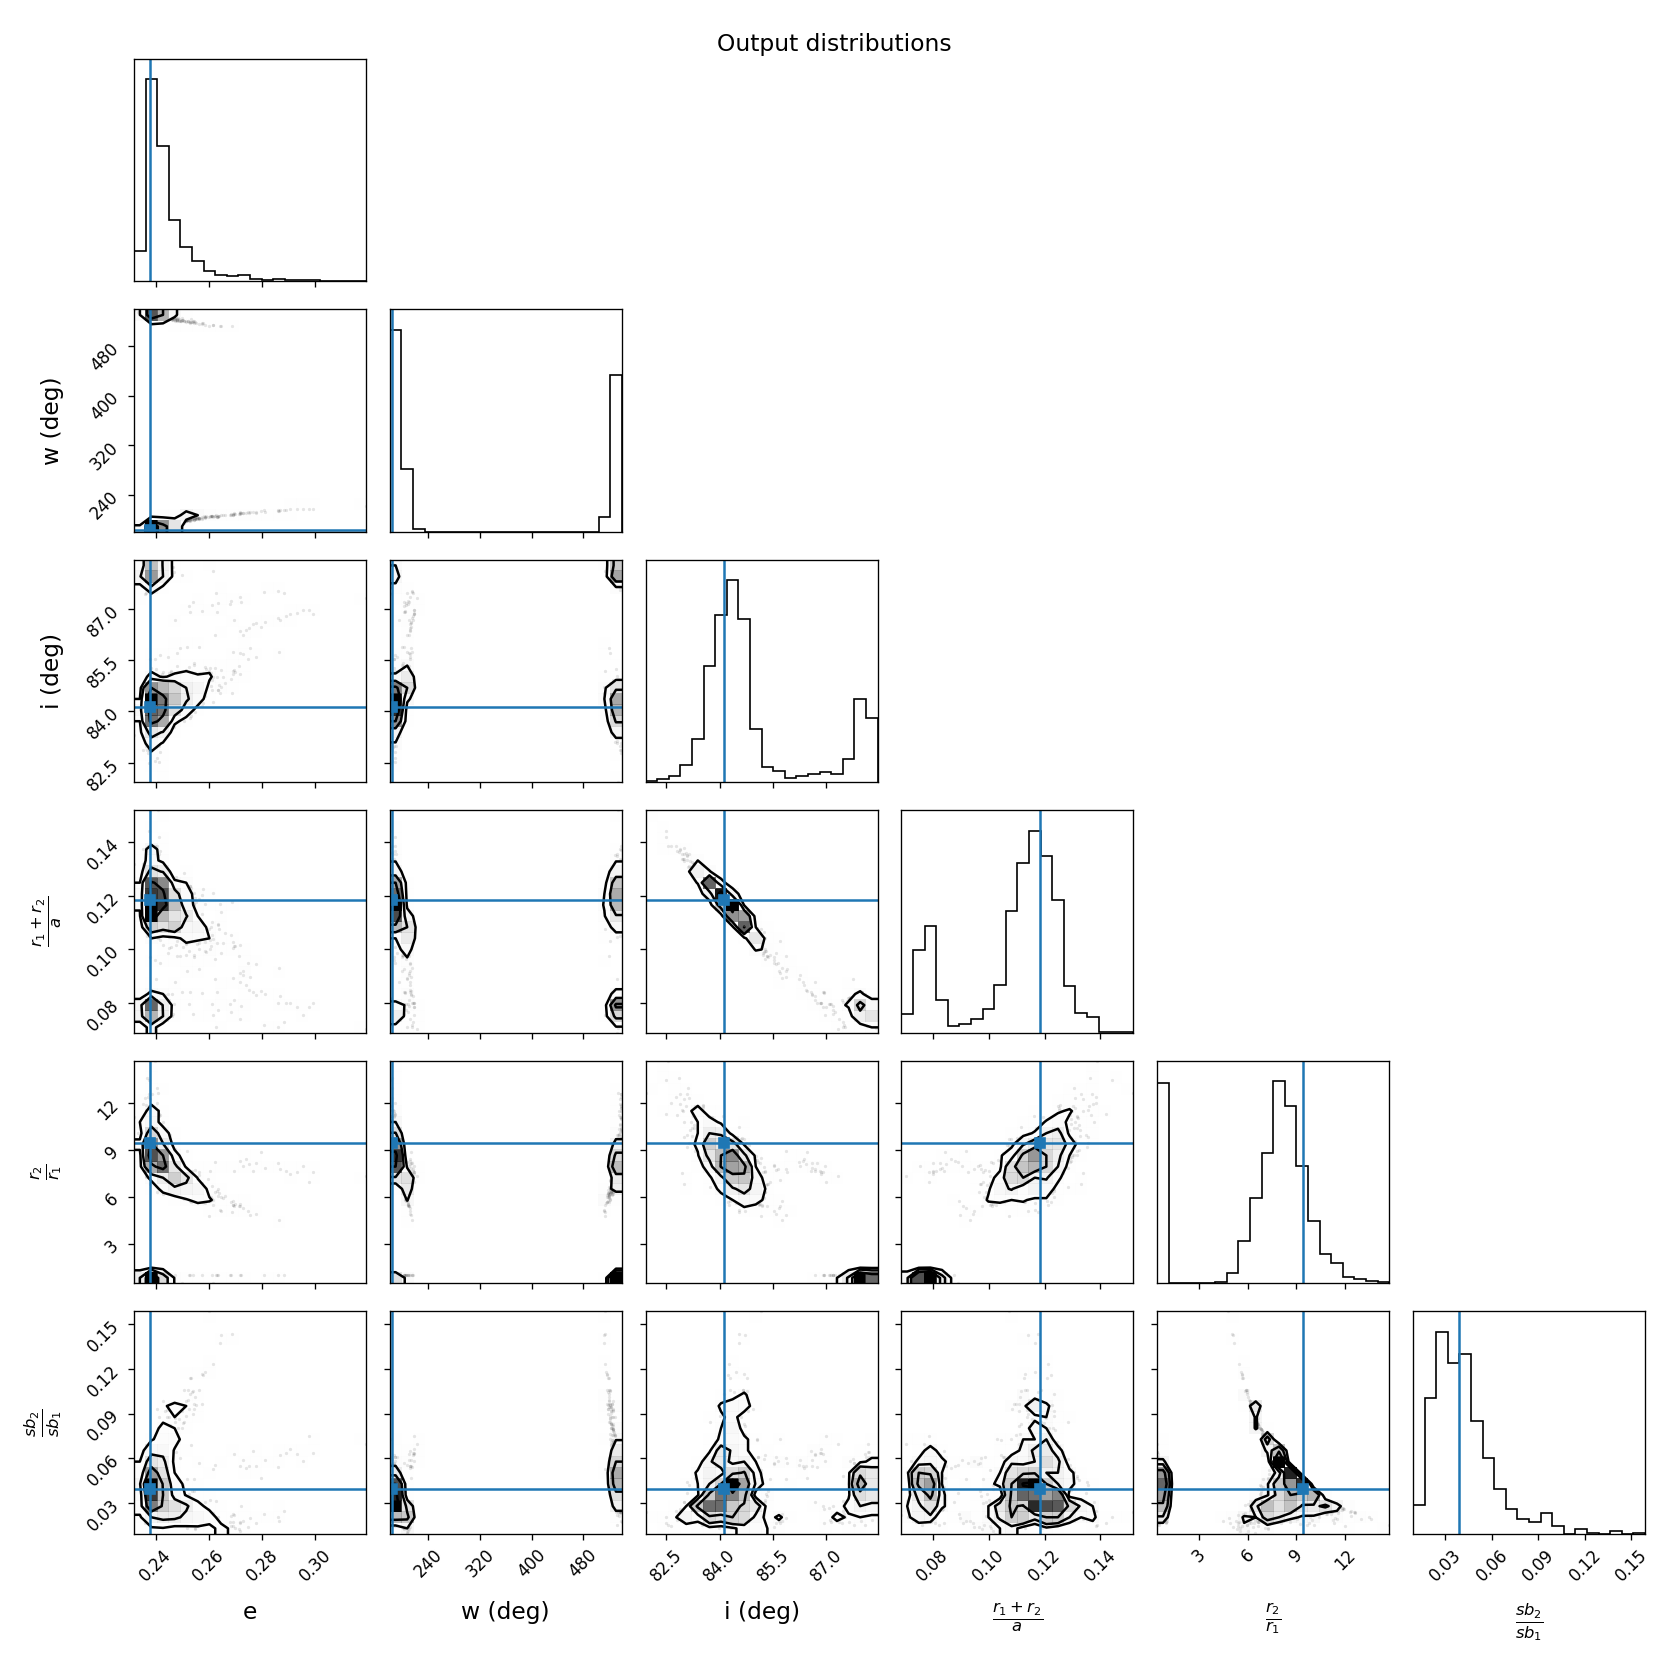 Output distributions
w (deg)
480
400
320
240
i (deg)
87.0
85.5
84.0
82.5
r₁ + r₂
a
0.14
0.12
0.10
0.08
r₂
r₁
12
9
6
3
sb₂
sb₁
0.15
0.12
0.09
0.06
0.03
0.24 0.26 0.28 0.30 240 320 400 480 82.5 84.0 85.5 87.0 0.08 0.10 0.12 0.14 3 6 9 12 0.03 0.06 0.09 0.12 0.15
e w (deg) i (deg) r₁ + r₂ r₂ sb₂
a r₁ sb₁